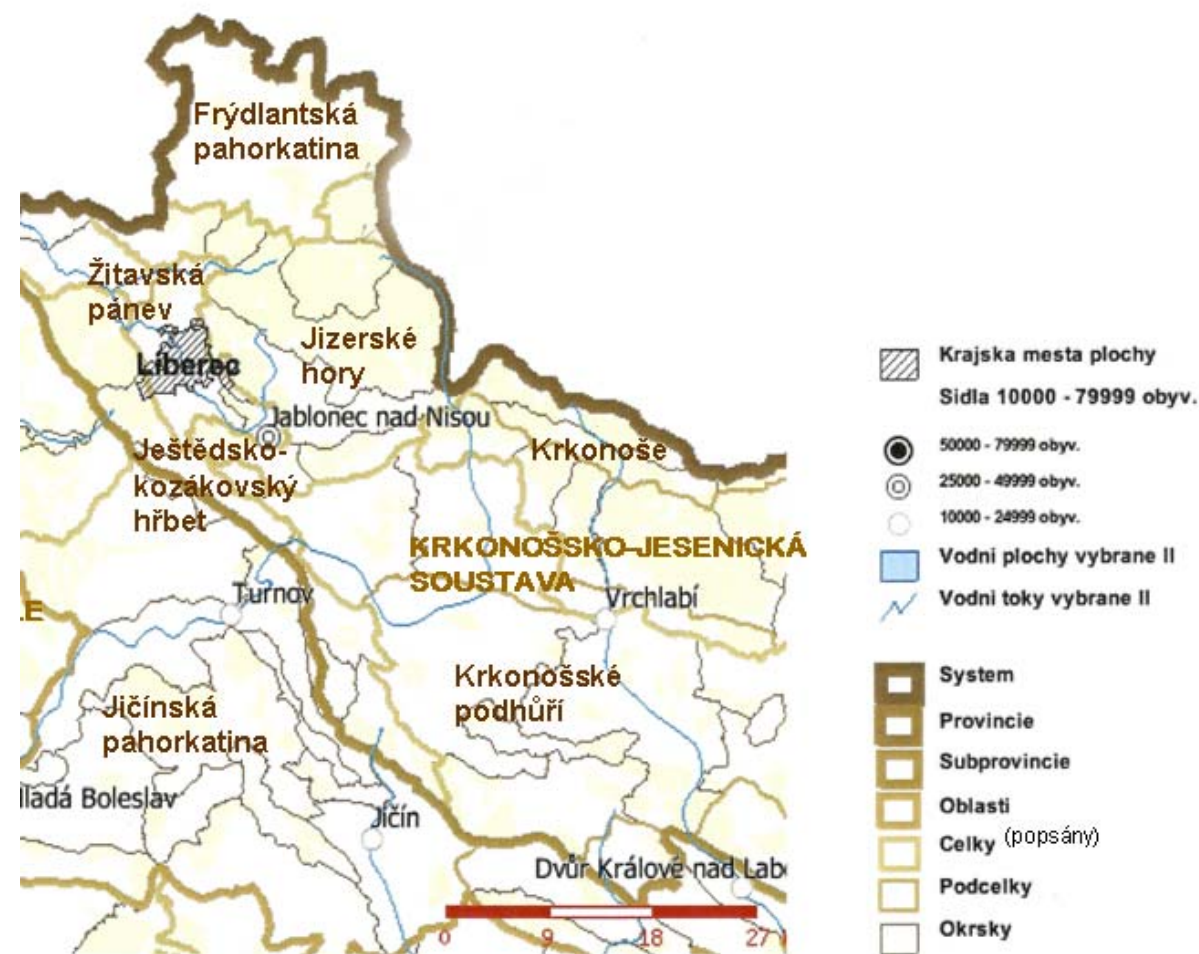 Frýdlantská
pahorkatina
Žitavská
pánev
Jizerské
hory
Liberec
Jablonec nad Nisou
Ještědsko-
kozákovský
hřbet
Krkonoše
KRKONOŠSKO-JESENICKÁ
SOUSTAVA
LE
Turnov
Vrchlabí
Krkonošské
podhůří
Jičínská
pahorkatina
ladá Boleslav
Jičín
Dvůr Králové nad Lab
0 9 18 27
Krajska mesta plochy
Sidla 10000 - 79999 obyv.
50000 - 79999 obyv.
25000 - 49999 obyv.
10000 - 24999 obyv.
Vodni plochy vybrane II
Vodni toky vybrane II
System
Provincie
Subprovincie
Oblasti
Celky (popsány)
Podcelky
Okrsky